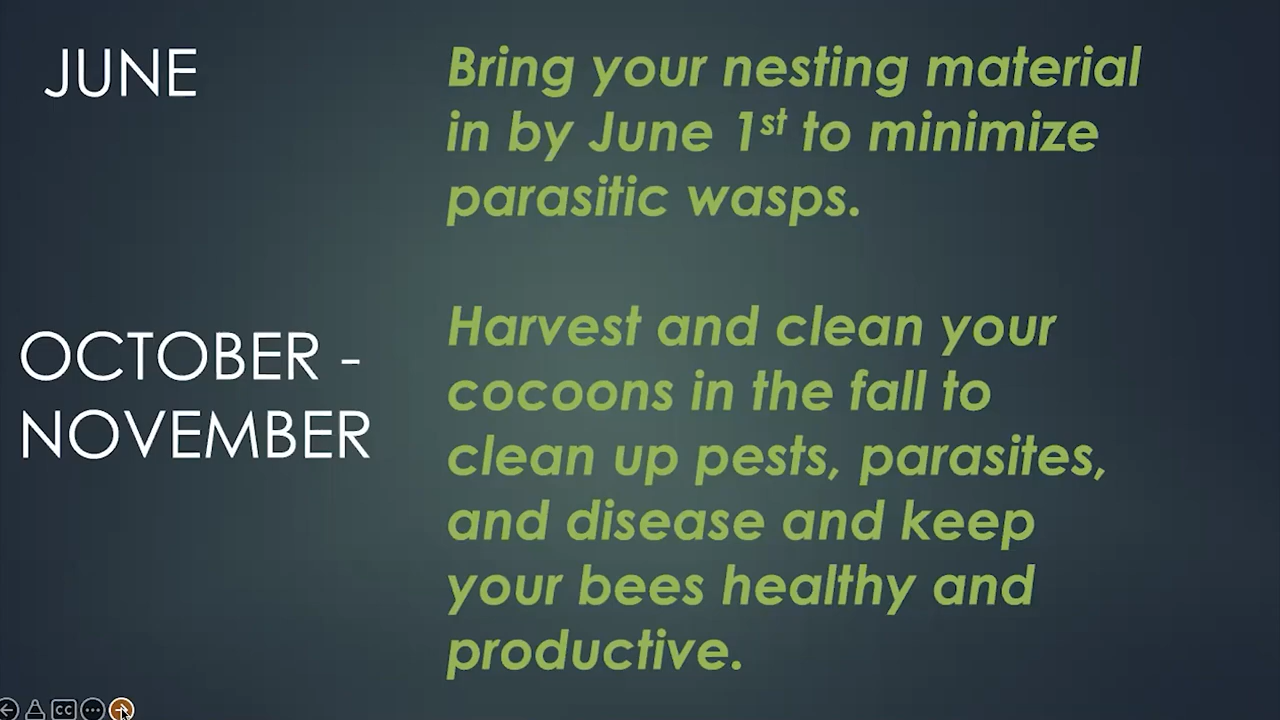 JUNE
Bring your nesting material
in by June 1st to minimize
parasitic wasps.
OCTOBER -
NOVEMBER
Harvest and clean your
cocoons in the fall to
clean up pests, parasites,
and disease and keep
your bees healthy and
productive.
CC